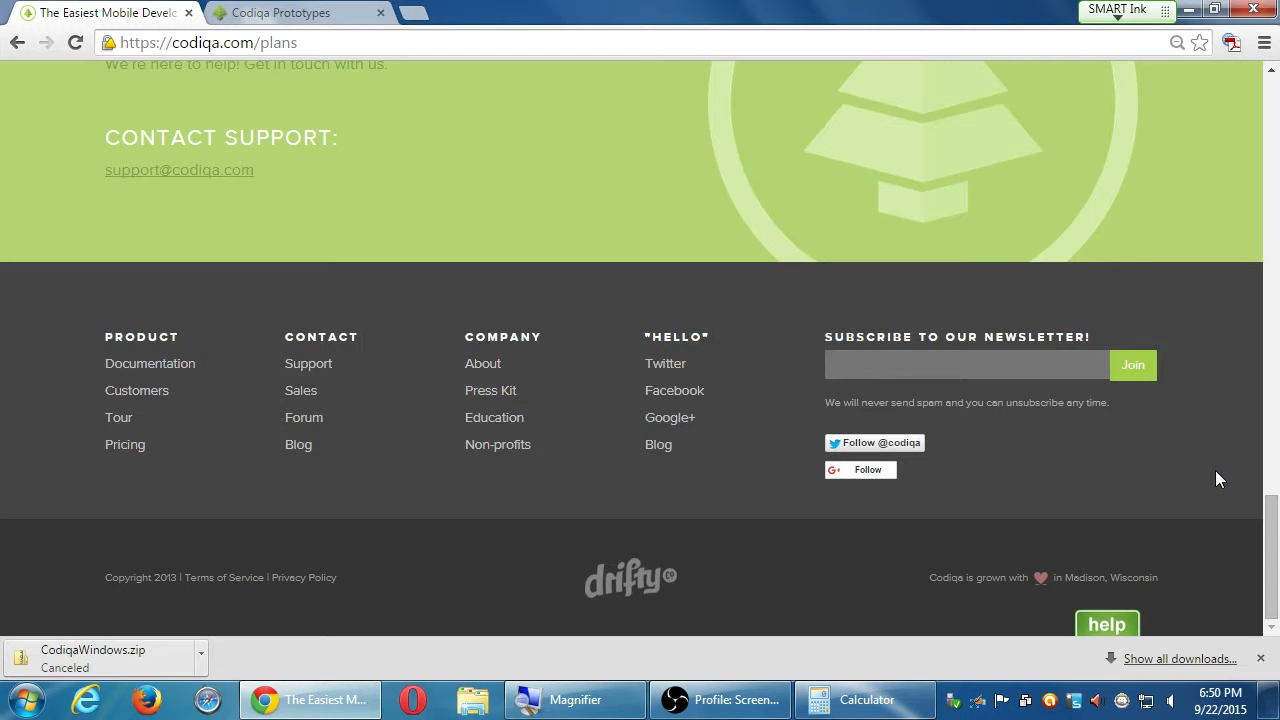 The Easiest Mobile Develc
Codiqa Prototypes
SMART Ink
https://codiqa.com/plans
We're here to help! Get in touch with us.
CONTACT SUPPORT:
support@codiqa.com
PRODUCT
Documentation
Customers
Tour
Pricing
CONTACT
Support
Sales
Forum
Blog
COMPANY
About
Press Kit
Education
Non-profits
"HELLO"
Twitter
Facebook
Google+
Blog
SUBSCRIBE TO OUR NEWSLETTER!
Join
We will never send spam and you can unsubscribe any time.
Follow @codiqa
G+ Follow
Copyright 2013 | Terms of Service | Privacy Policy
drifty co
Codiqa is grown with in Madison, Wisconsin
help
CodiqaWindows.zip
Canceled
Show all downloads...
The Easiest M...
Magnifier
Profile: Screen...
Calculator
6:50 PM
9/22/2015